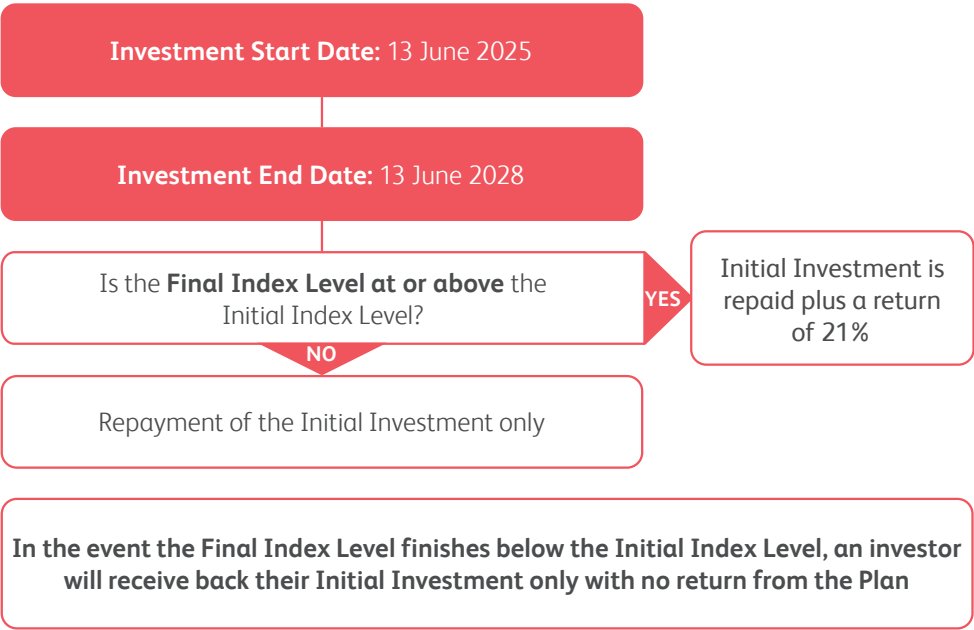 Investment Start Date: 13 June 2025
Investment End Date: 13 June 2028
Is the Final Index Level at or above the
Initial Index Level?
YES
Initial Investment is
repaid plus a return
of 21%
NO
Repayment of the Initial Investment only
In the event the Final Index Level finishes below the Initial Index Level, an investor
will receive back their Initial Investment only with no return from the Plan